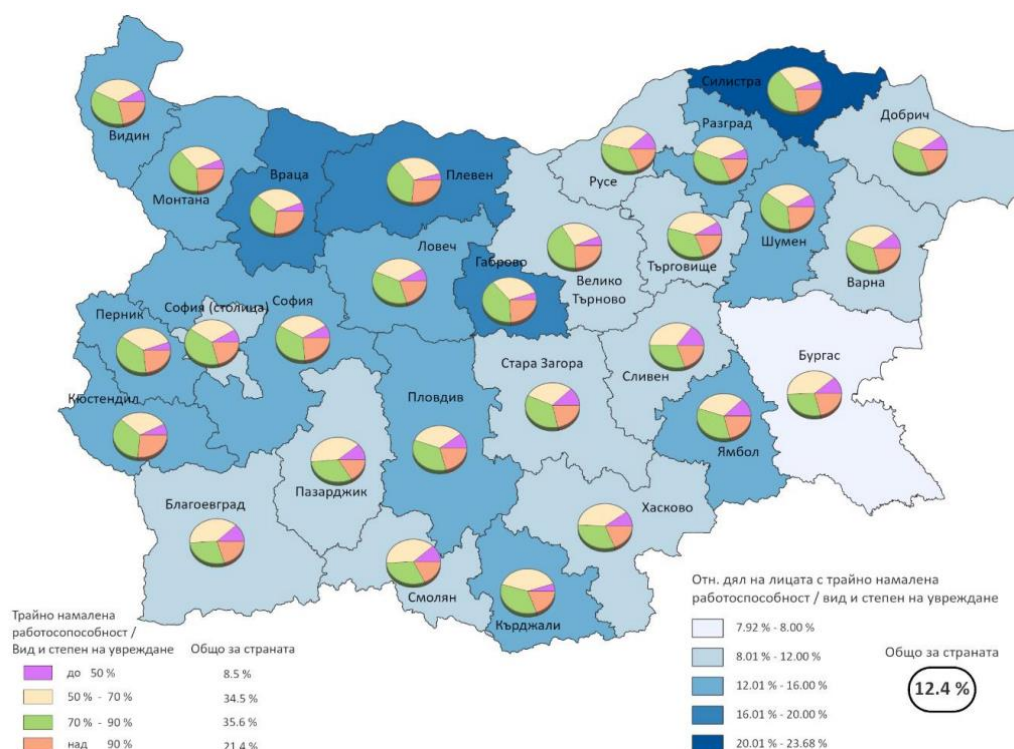 Силистра
Добрич
Видин
Разград
Русе
Враца
Плевен
Монтана
Шумен
Ловеч
Габрово
Велико
Търново
Търговище
Варна
Перник
София (столица)
София
Стара Загора
Сливен
Бургас
Кюстендил
Пловдив
Ямбол
Пазарджик
Благоевград
Хасково
Смолян
Кърджали
Трайно намалена
работосопособност /
Вид и степен на увреждане
Общо за страната
до 50 %
8.5 %
50 % - 70 %
34.5 %
70 % - 90 %
35.6 %
над 90 %
21.4 %
Отн. дял на лицата с трайно намалена
работоспособност / вид и степен на увреждане
7.92 % - 8.00 %
8.01 % - 12.00 %
12.01 % - 16.00 %
16.01 % - 20.00 %
20.01 % - 23.68 %
Общо за страната
12.4 %